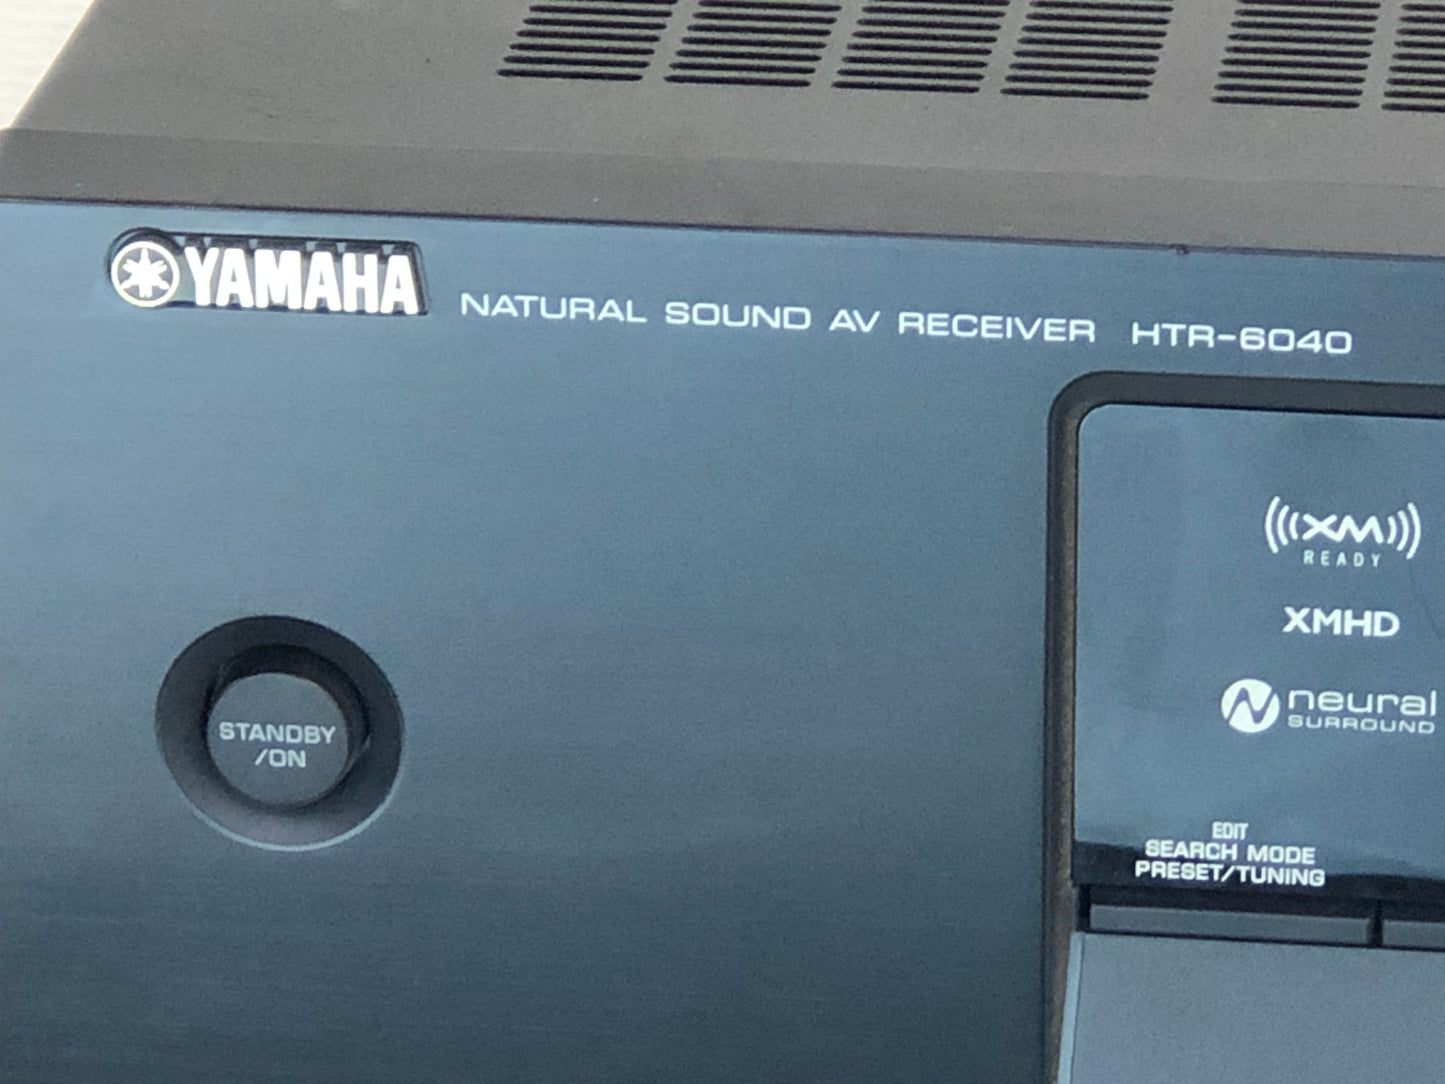 YAMAHA NATURAL SOUND AV RECEIVER HTR-6040
(((XM)))
READY
XMHD
neural
SURROUND
STANDBY
/ON
EDIT
SEARCH MODE
PRESET/TUNING